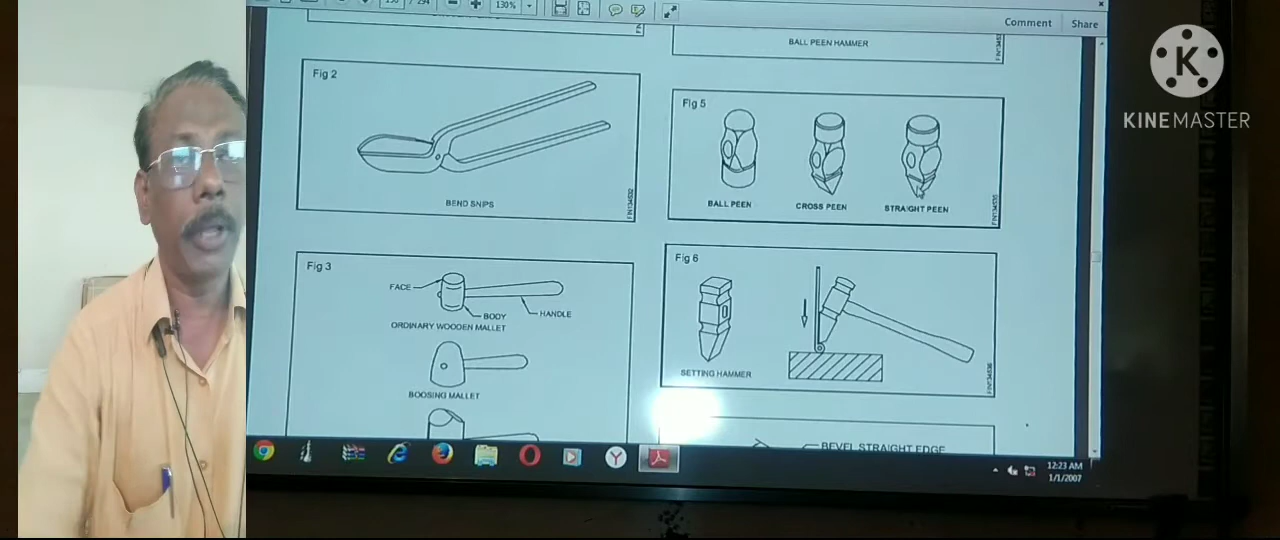 130%
Comment
Share
BALL PEEN HAMMER
Fig 2
BEND SNIPS
Fig 5
BALL PEEN
CROSS PEEN
STRAIGHT PEEN
Fig 3
FACE
BODY
HANDLE
ORDINARY WOODEN MALLET
BOOSING MALLET
Fig 6
SETTING HAMMER
BEVEL STRAIGHT EDGE
12:23 AM
1/1/2007
K
KINEMASTER